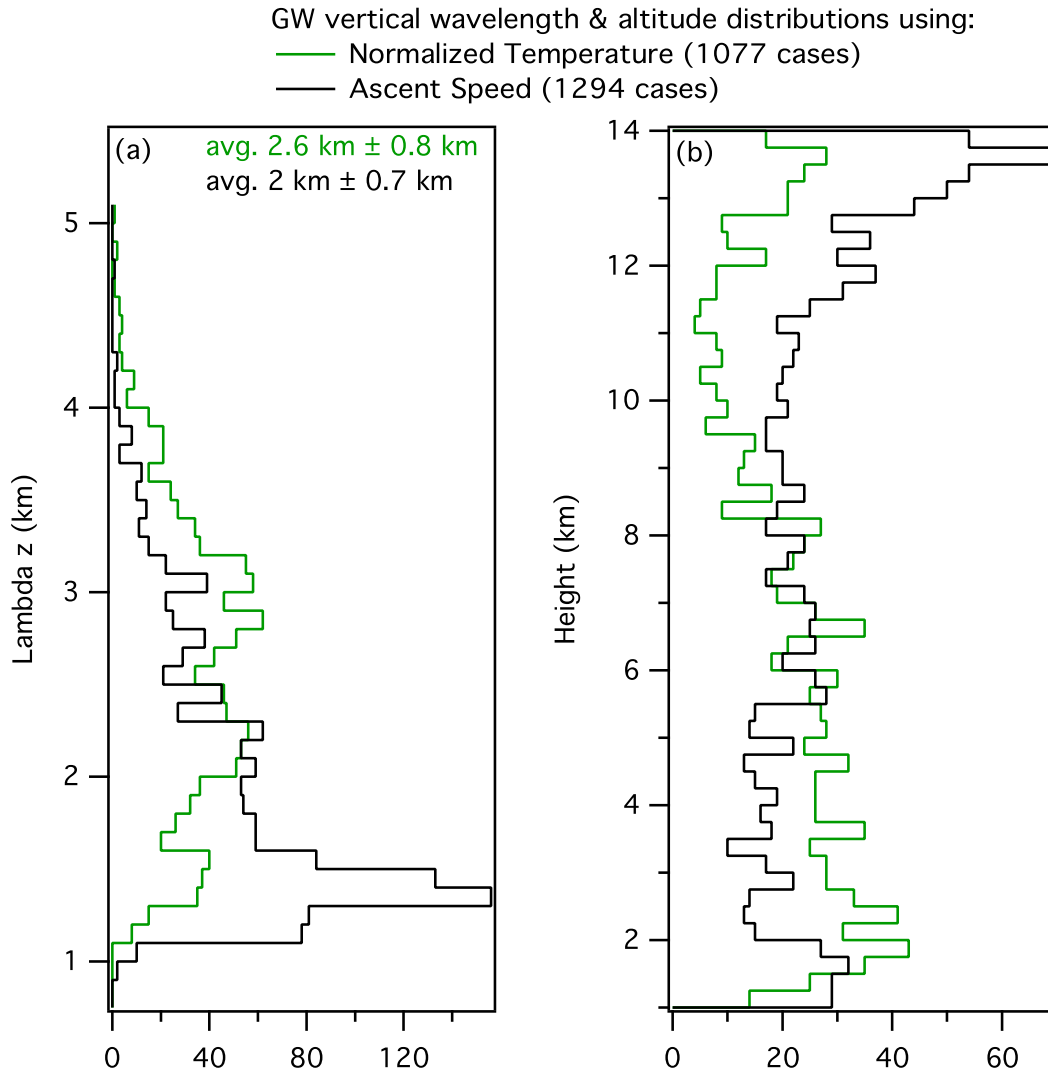 GW vertical wavelength & altitude distributions using:
Normalized Temperature (1077 cases)
Ascent Speed (1294 cases)
(a)
avg. 2.6 km ± 0.8 km
avg. 2 km ± 0.7 km
5
4
3
2
1
Lambda z (km)
0 40 80 120
(b)
14
12
10
8
6
4
2
Height (km)
0 20 40 60